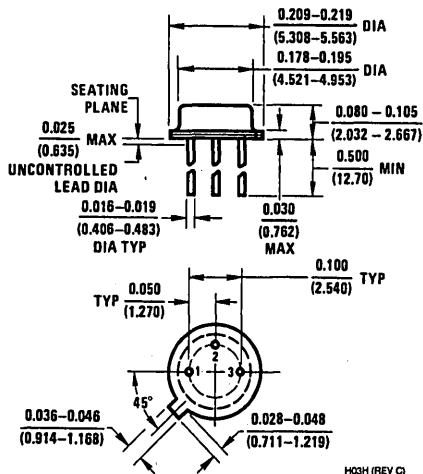 0.209–0.219
(5.308-5.563)
DIA
0.178–0.195
(4.521–4.953)
DIA
SEATING
PLANE
0.025
(0.635)
MAX
0.080 - 0.105
(2.032 – 2.667)
UNCONTROLLED
LEAD DIA
0.500
(12.70)
MIN
0.016–0.019
(0.406–0.483)
DIA TYP
0.030
(0.762)
MAX
0.100
(2.540)
TYP
TYP
0.050
(1.270)
2
1
3
45°
0.036–0.046
(0.914-1.168)
0.028–0.048
(0.711–1.219)
H03H (REV C)